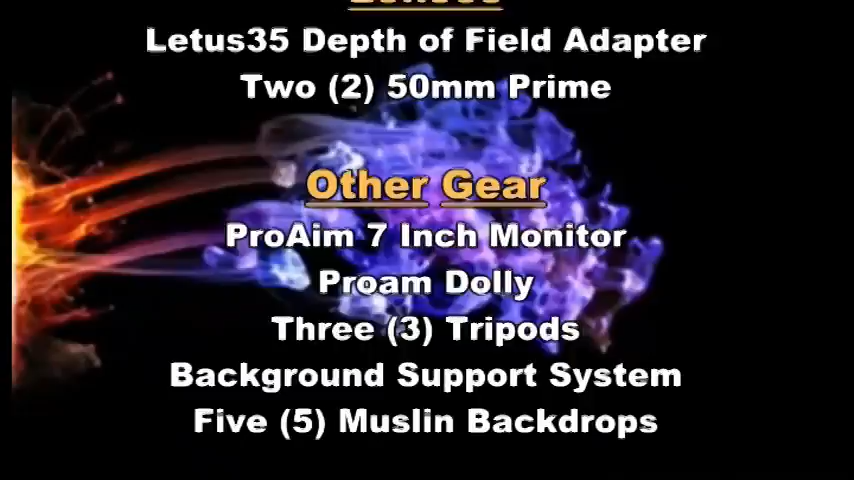 Letus35 Depth of Field Adapter
Two (2) 50mm Prime
Other Gear
ProAim 7 Inch Monitor
Proam Dolly
Three (3) Tripods
Background Support System
Five (5) Muslin Backdrops